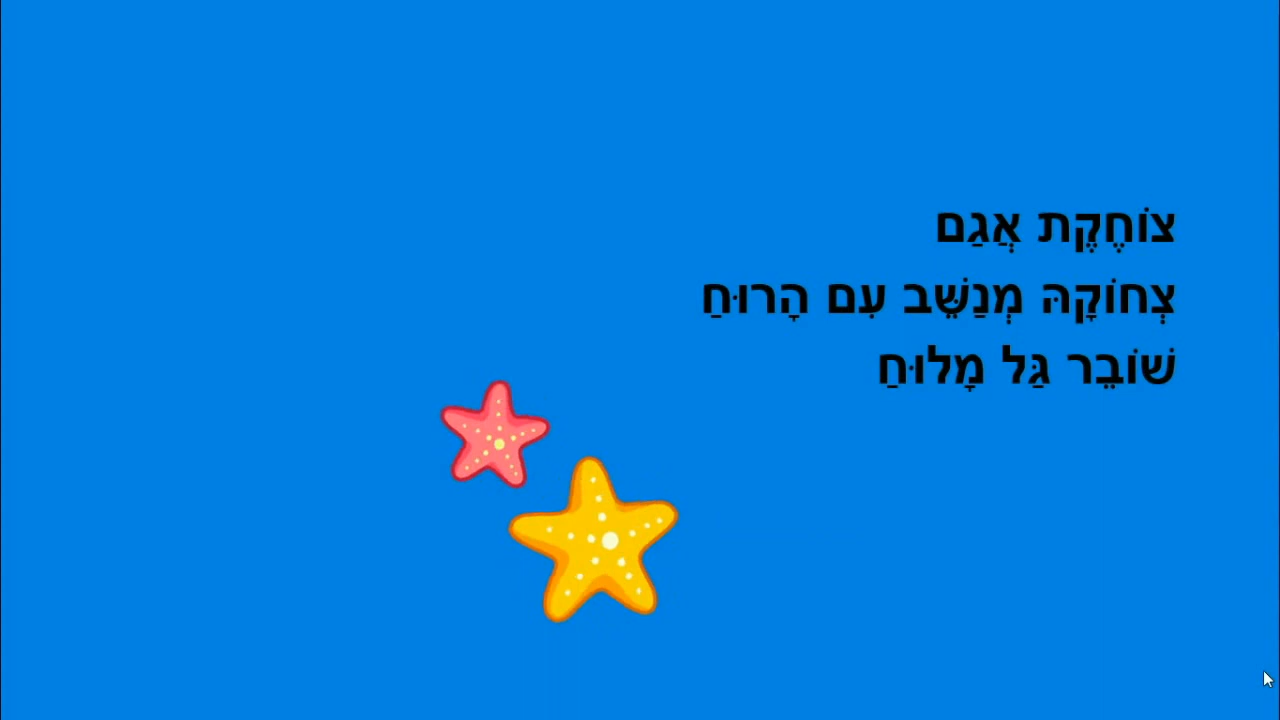 צוֹחֶקֶת אֲגַם
צְחוֹקָהּ מְנַשֵּׁב עִם הָרוּחַ
שׁוֹבֵר גַּל מָלוּחַ